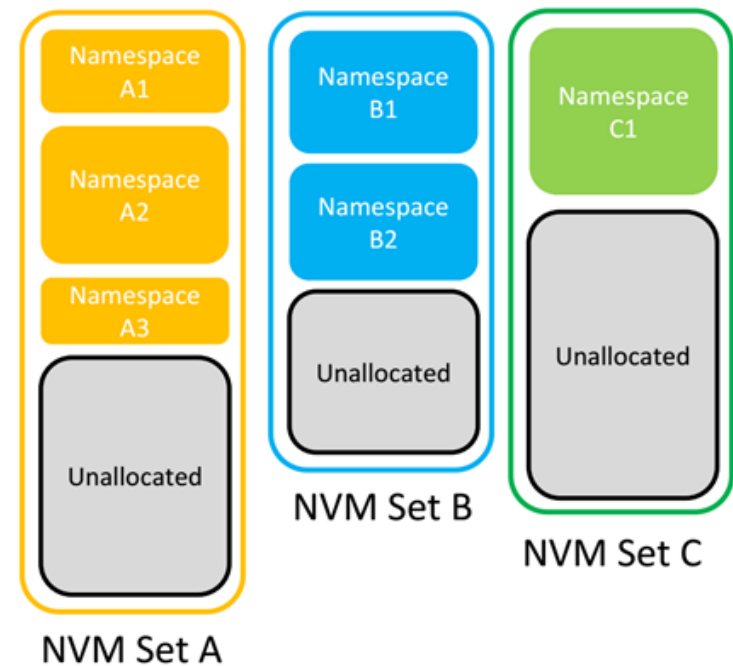 Namespace
A1
Namespace
A2
Namespace
A3
Unallocated
NVM Set A
Namespace
B1
Namespace
B2
Unallocated
NVM Set B
Namespace
C1
Unallocated
NVM Set C